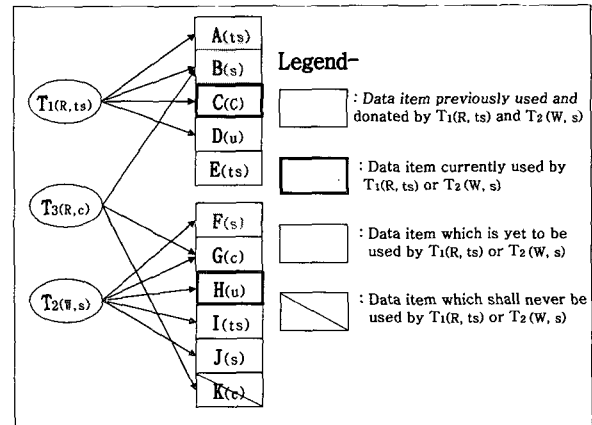 A(ts)
B(s)
C(C)
D(u)
E(ts)
F(s)
G(c)
H(u)
I(ts)
J(s)
K(c)
T1(R, ts)
T3(R,c)
T2(W,s)
Legend-
: Data item previously used and
donated by T1(R, ts) and T2(W, s)
: Data item currently used by
T1(R, ts) or T2(W, s)
: Data item which is yet to be
used by T1(R, ts) or T2(W, s)
: Data item which shall never be
used by T1(R, ts) or T2(W, s)